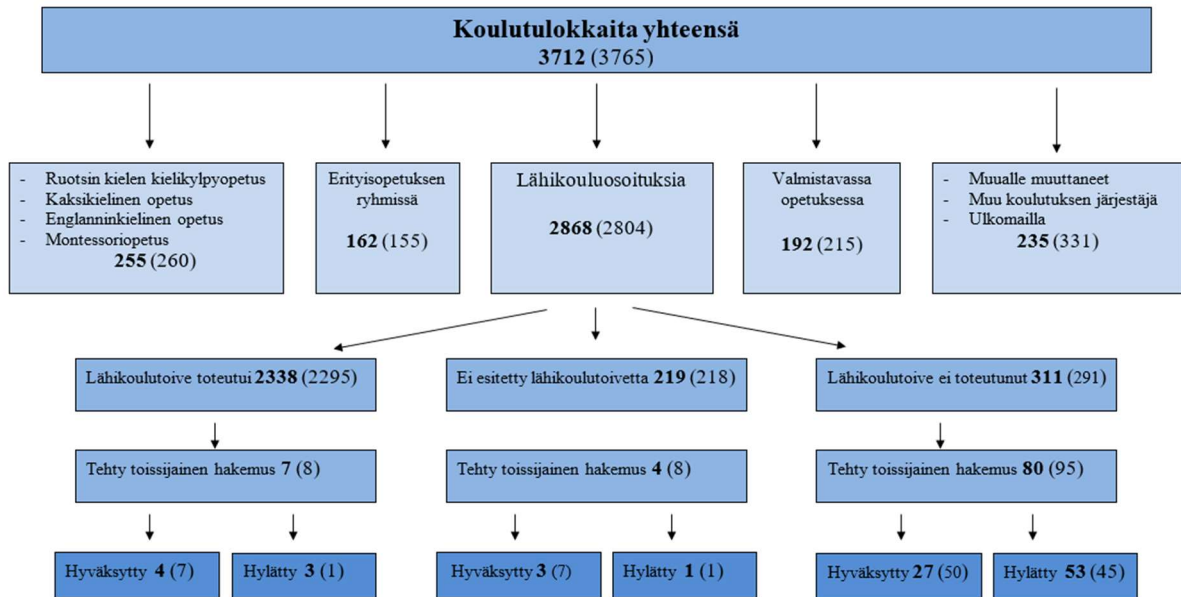 Koulutulokkaita yhteensä
3712 (3765)
- Ruotsin kielen kielikylpyopetus
- Kaksikielinen opetus
- Englanninkielinen opetus
- Montessoriopetus
255 (260)
Erityisopetuksen
ryhmissä
162 (155)
Lähikouluosoituksia
2868 (2804)
Valmistavassa
opetuksessa
192 (215)
- Muualle muuttaneet
- Muu koulutuksen järjestäjä
- Ulkomailla
235 (331)
Lähikoulutoive toteutui 2338 (2295)
Ei esitetty lähikoulutoivetta 219 (218)
Lähikoulutoive ei toteutunut 311 (291)
Tehty toissijainen hakemus 7 (8)
Tehty toissijainen hakemus 4 (8)
Tehty toissijainen hakemus 80 (95)
Hyväksytty 4 (7)
Hylätty 3 (1)
Hyväksytty 3 (7)
Hylätty 1 (1)
Hyväksytty 27 (50)
Hylätty 53 (45)